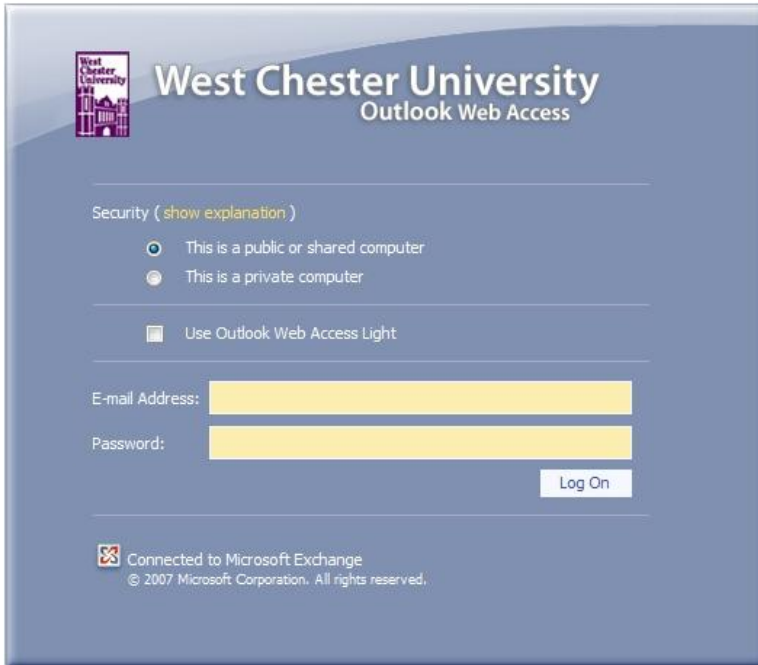 West
Chester
University
West Chester University
Outlook Web Access
Security ( show explanation )
This is a public or shared computer
This is a private computer
Use Outlook Web Access Light
E-mail Address:
Password:
Log On
Connected to Microsoft Exchange
© 2007 Microsoft Corporation. All rights reserved.